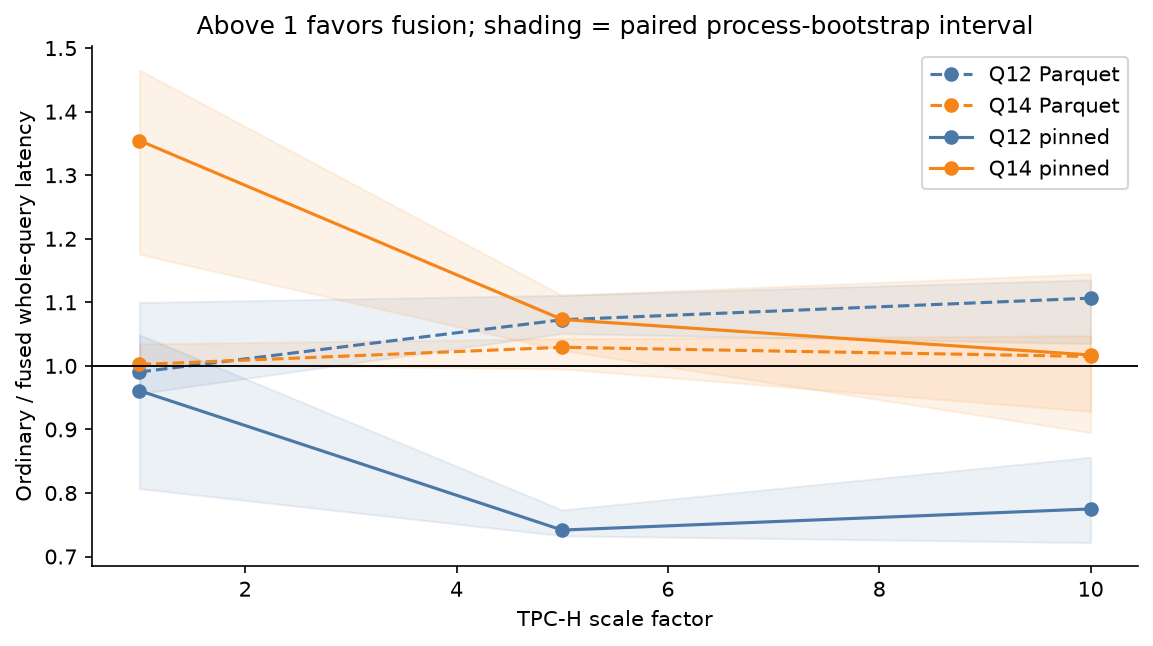 Above 1 favors fusion; shading = paired process-bootstrap interval
Ordinary / fused whole-query latency
1.5
1.4
1.3
1.2
1.1
1.0
0.9
0.8
0.7
Q12 Parquet
Q14 Parquet
Q12 pinned
Q14 pinned
2
4
6
8
10
TPC-H scale factor